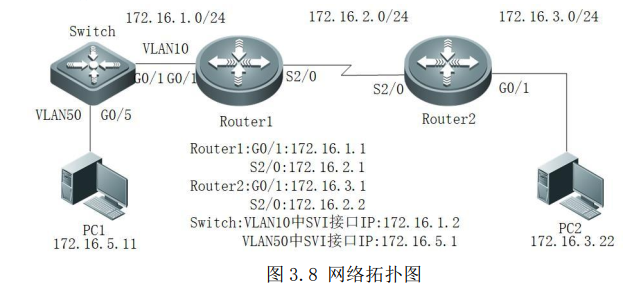 172.16.1.0/24
172.16.2.0/24
172.16.3.0/24
Switch
VLAN10
G0/1
G0/1
S2/0
S2/0
G0/1
VLAN50
G0/5
Router1
Router2
Router1:G0/1:172.16.1.1
S2/0:172.16.2.1
Router2:G0/1:172.16.3.1
S2/0:172.16.2.2
Switch:VLAN10中SVI接口IP:172.16.1.2
VLAN50中SVI接口IP:172.16.5.1
PC1
172.16.5.11
PC2
172.16.3.22
图 3.8 网络拓扑图